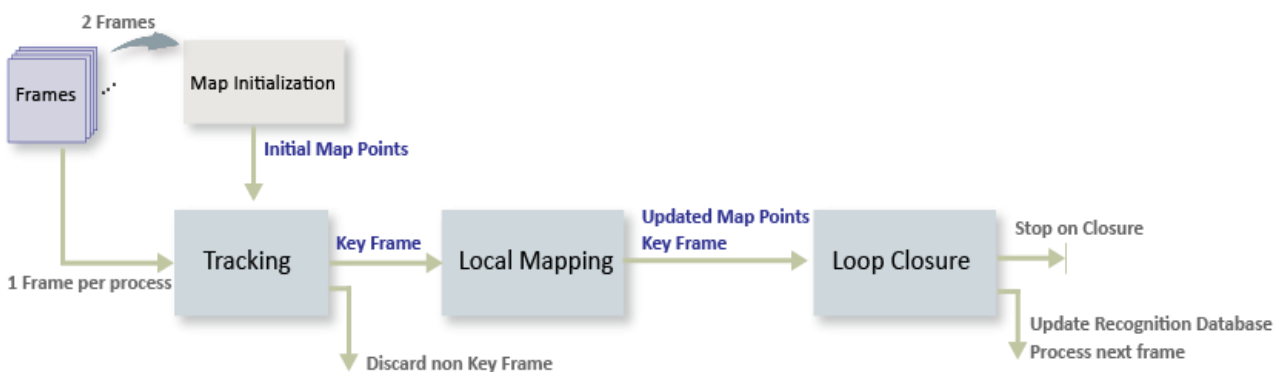 2 Frames
Frames
Map Initialization
Initial Map Points
1 Frame per process
Tracking
Key Frame
Discard non Key Frame
Local Mapping
Updated Map Points
Key Frame
Loop Closure
Stop on Closure
Update Recognition Database
Process next frame